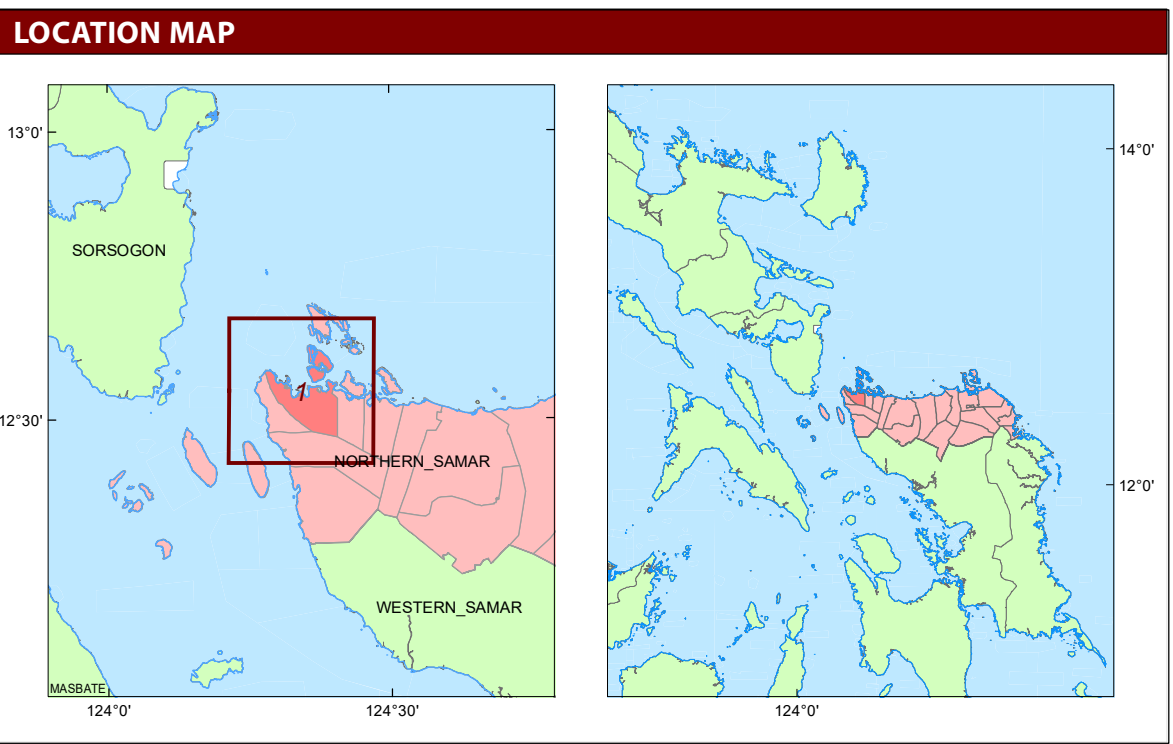 LOCATION MAP
13°0'
SORSOGON
12°30'
1
NORTHERN_SAMAR
WESTERN_SAMAR
MASBATE
124°0'
124°30'
14°0'
12°0'
124°0'